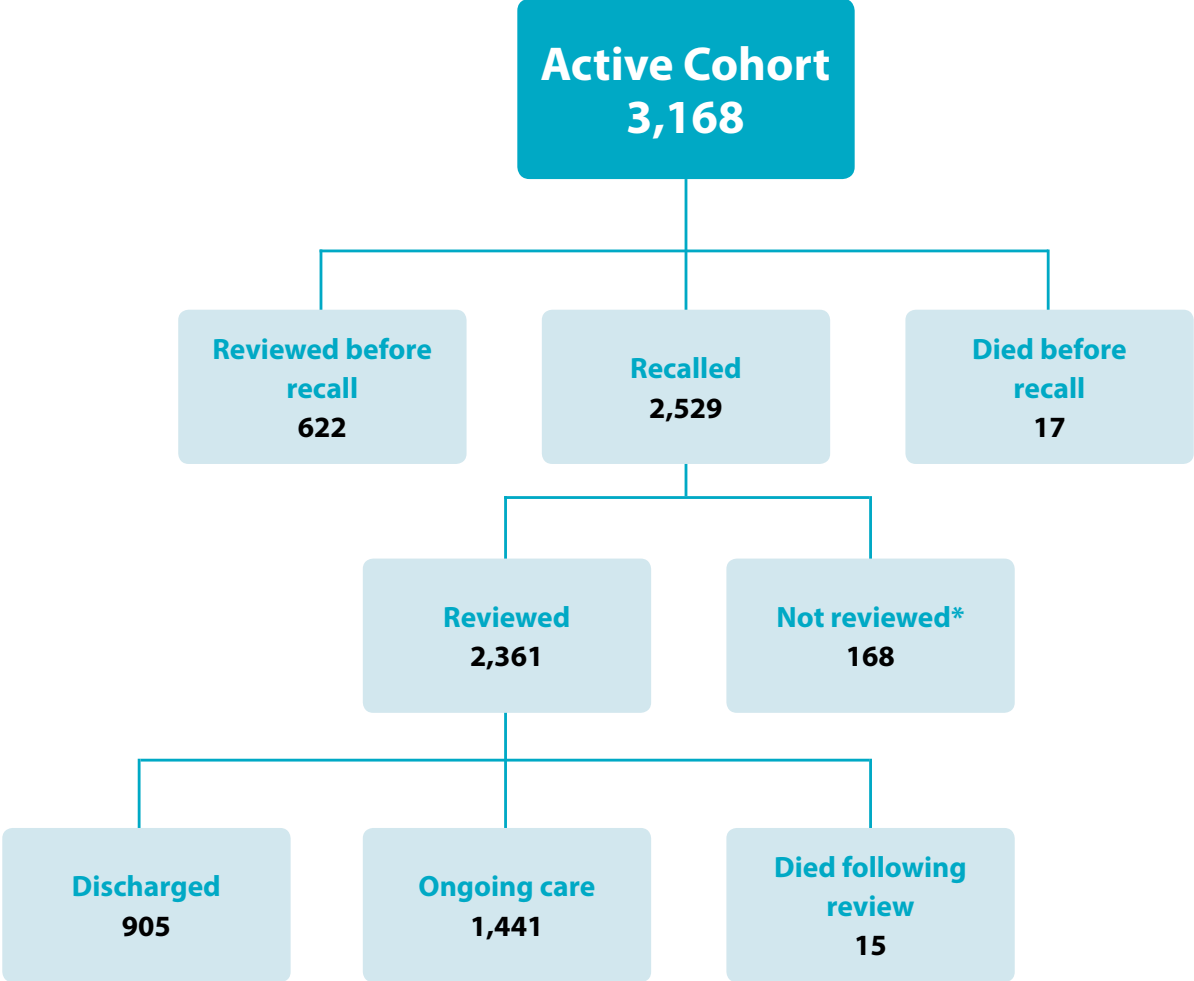 Active Cohort
3,168
Reviewed before
recall
622
Recalled
2,529
Died before
recall
17
Reviewed
2,361
Not reviewed*
168
Discharged
905
Ongoing care
1,441
Died following
review
15